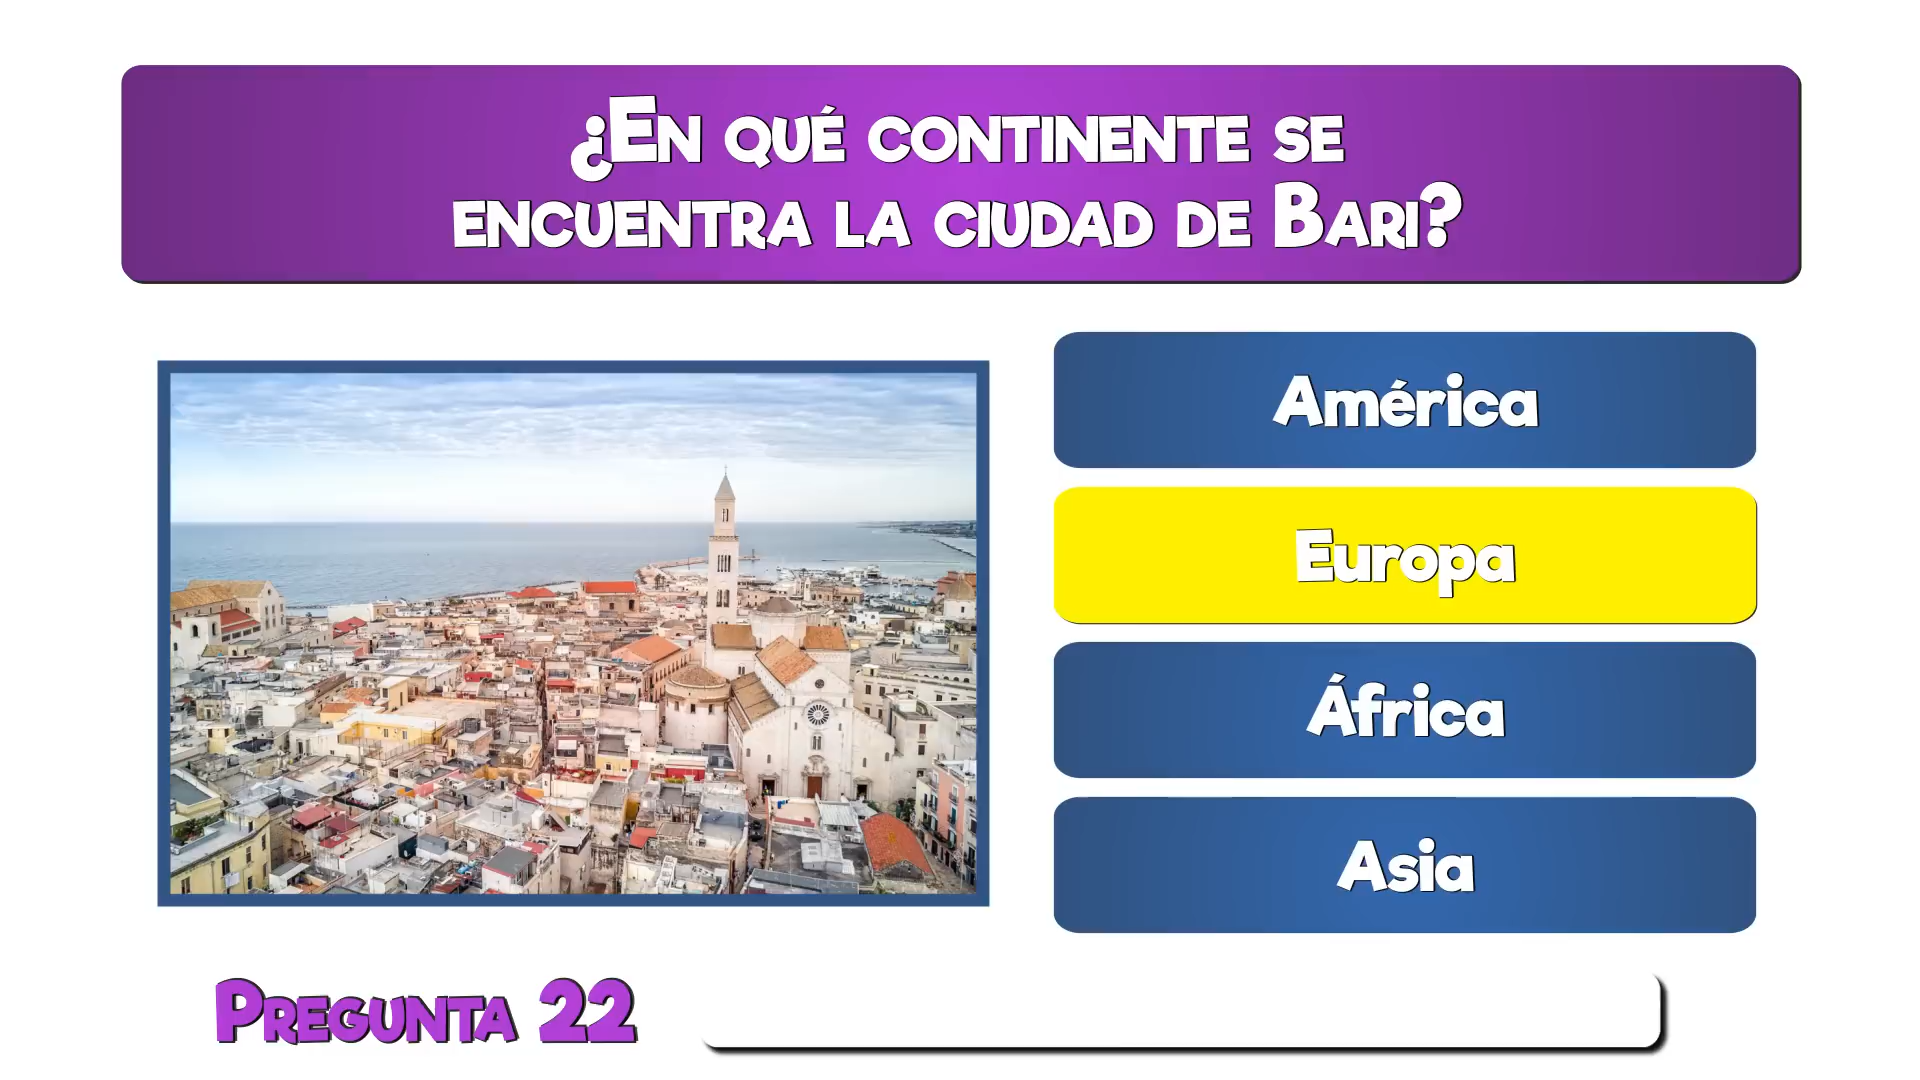 ¿En qué continente se
encuentra la ciudad de Bari?
América
Europa
África
Asia
Pregunta 22